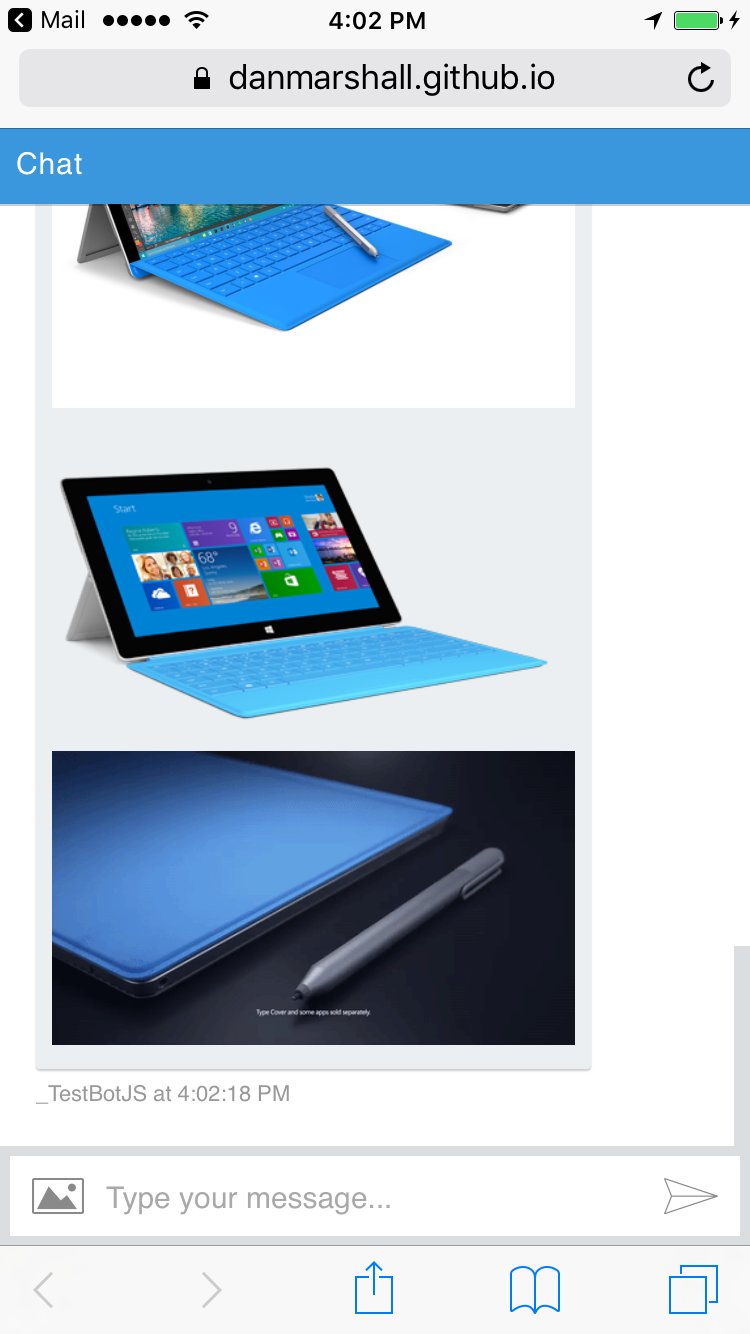 Mail
4:02 PM
danmarshall.github.io
Chat
Start
9
68°
Type Cover and some apps sold separately.
_TestBotJS at 4:02:18 PM
Type your message...